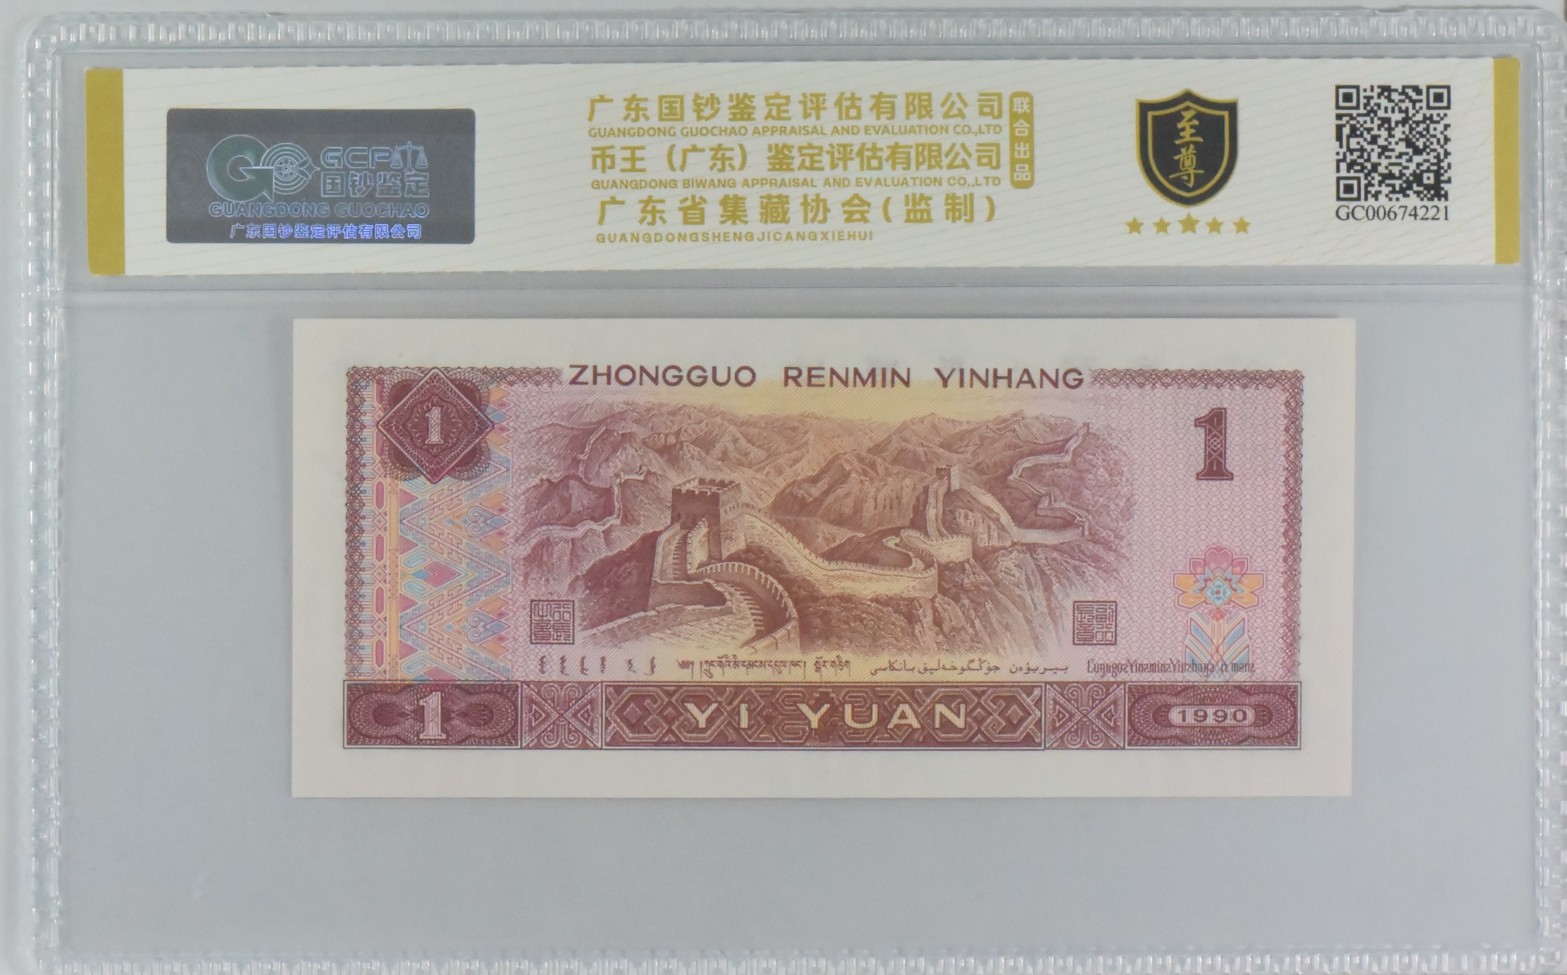 GCP
国钞鉴定
GUANGDONG GUOCHAO
广东国钞鉴定评估有限公司
广东国钞鉴定评估有限公司
GUANGDONG GUOCHAO APPRAISAL AND EVALUATION CO.,LTD
币王（广东）鉴定评估有限公司
GUANGDONG BIWANG APPRAISAL AND EVALUATION CO.,LTD
广东省集藏协会(监制)
GUANGDONGSHENGJICANGXIEHUI
联合出品
至尊
GC00674221
ZHONGGUO RENMIN YINHANG
1
1
1
YI YUAN
1990